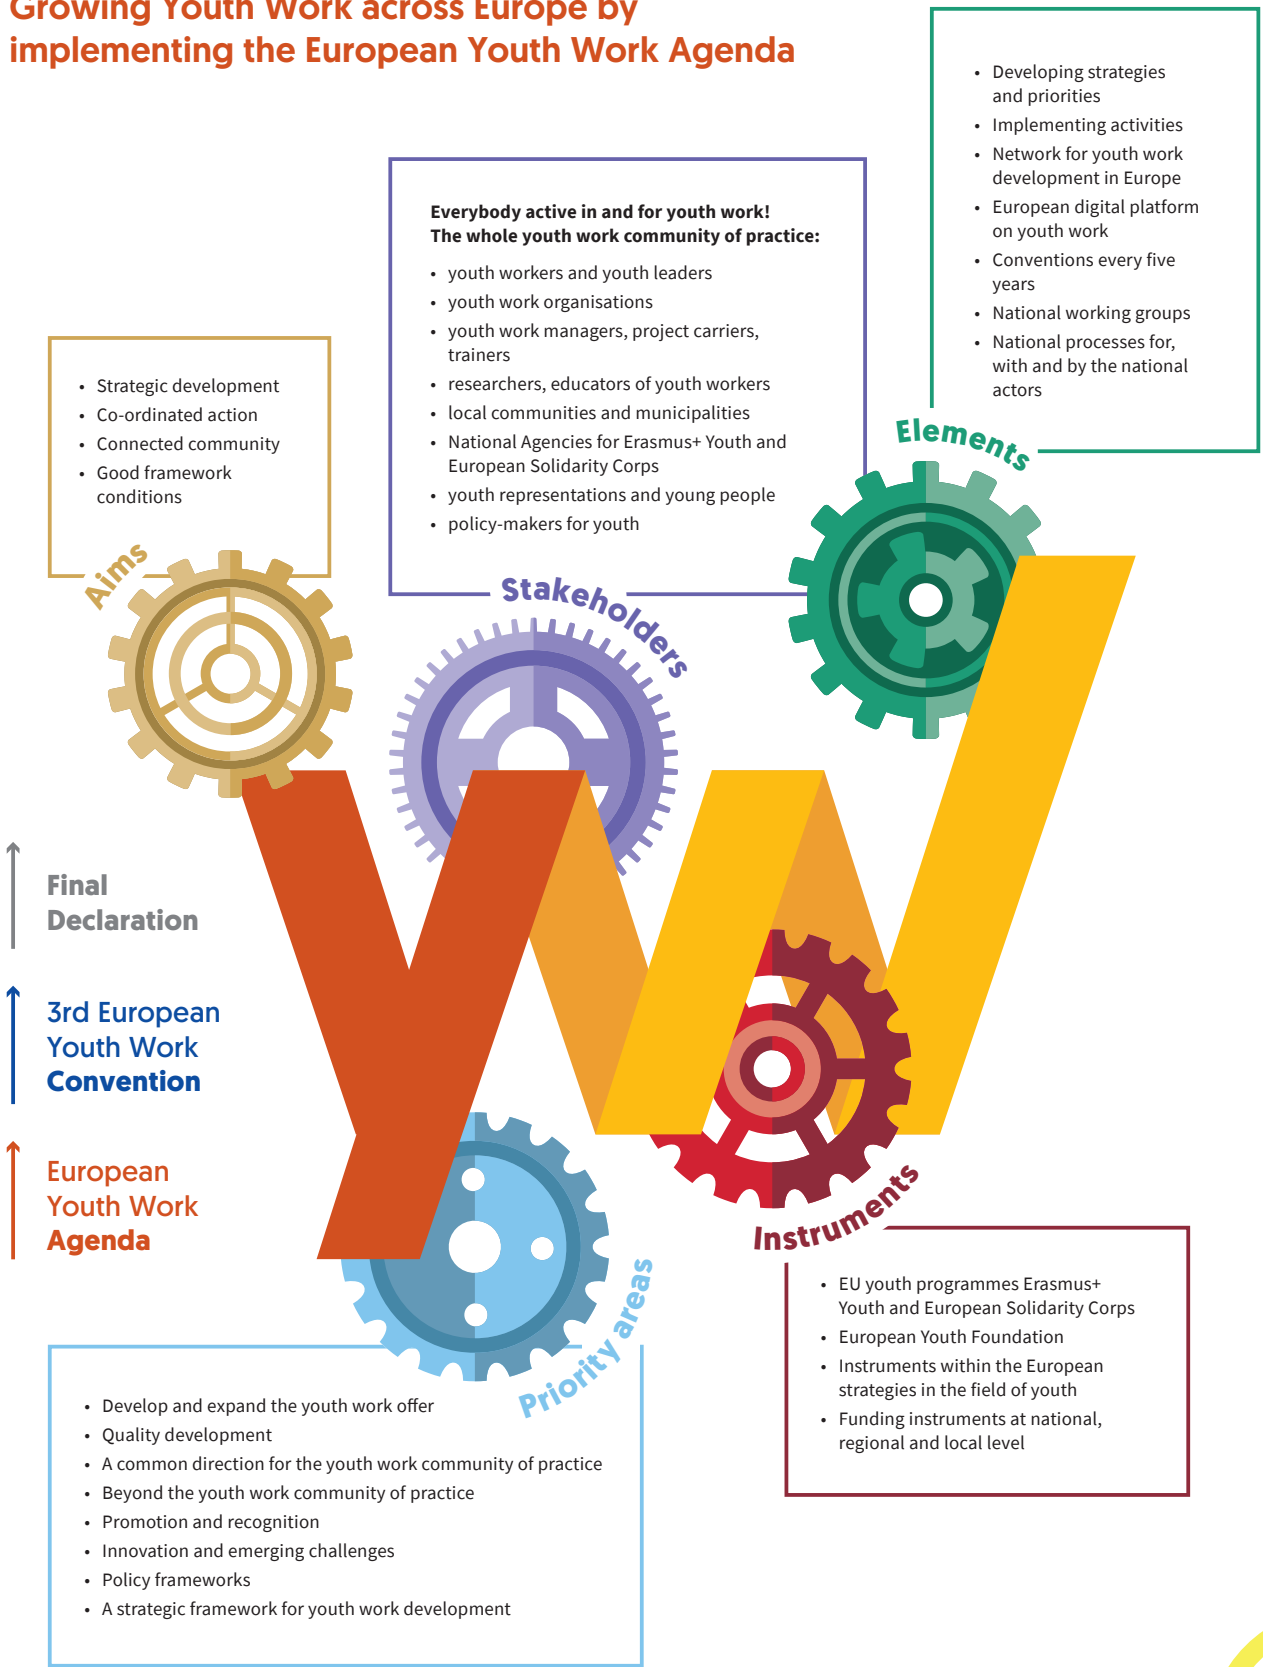 Growing Youth Work across Europe by
implementing the European Youth Work Agenda
• Developing strategies
and priorities
• Implementing activities
• Network for youth work
development in Europe
• European digital platform
on youth work
• Conventions every five
years
• National working groups
• National processes for,
with and by the national
actors
Elements
Everybody active in and for youth work!
The whole youth work community of practice:
• youth workers and youth leaders
• youth work organisations
• youth work managers, project carriers,
trainers
• researchers, educators of youth workers
• local communities and municipalities
• National Agencies for Erasmus+ Youth and
European Solidarity Corps
• youth representations and young people
• policy-makers for youth
Stakeholders
• Strategic development
• Co-ordinated action
• Connected community
• Good framework
conditions
Aims
YW
Final
Declaration
3rd European
Youth Work
Convention
European
Youth Work
Agenda
Instruments
• EU youth programmes Erasmus+
Youth and European Solidarity Corps
• European Youth Foundation
• Instruments within the European
strategies in the field of youth
• Funding instruments at national,
regional and local level
Priority areas
• Develop and expand the youth work offer
• Quality development
• A common direction for the youth work community of practice
• Beyond the youth work community of practice
• Promotion and recognition
• Innovation and emerging challenges
• Policy frameworks
• A strategic framework for youth work development